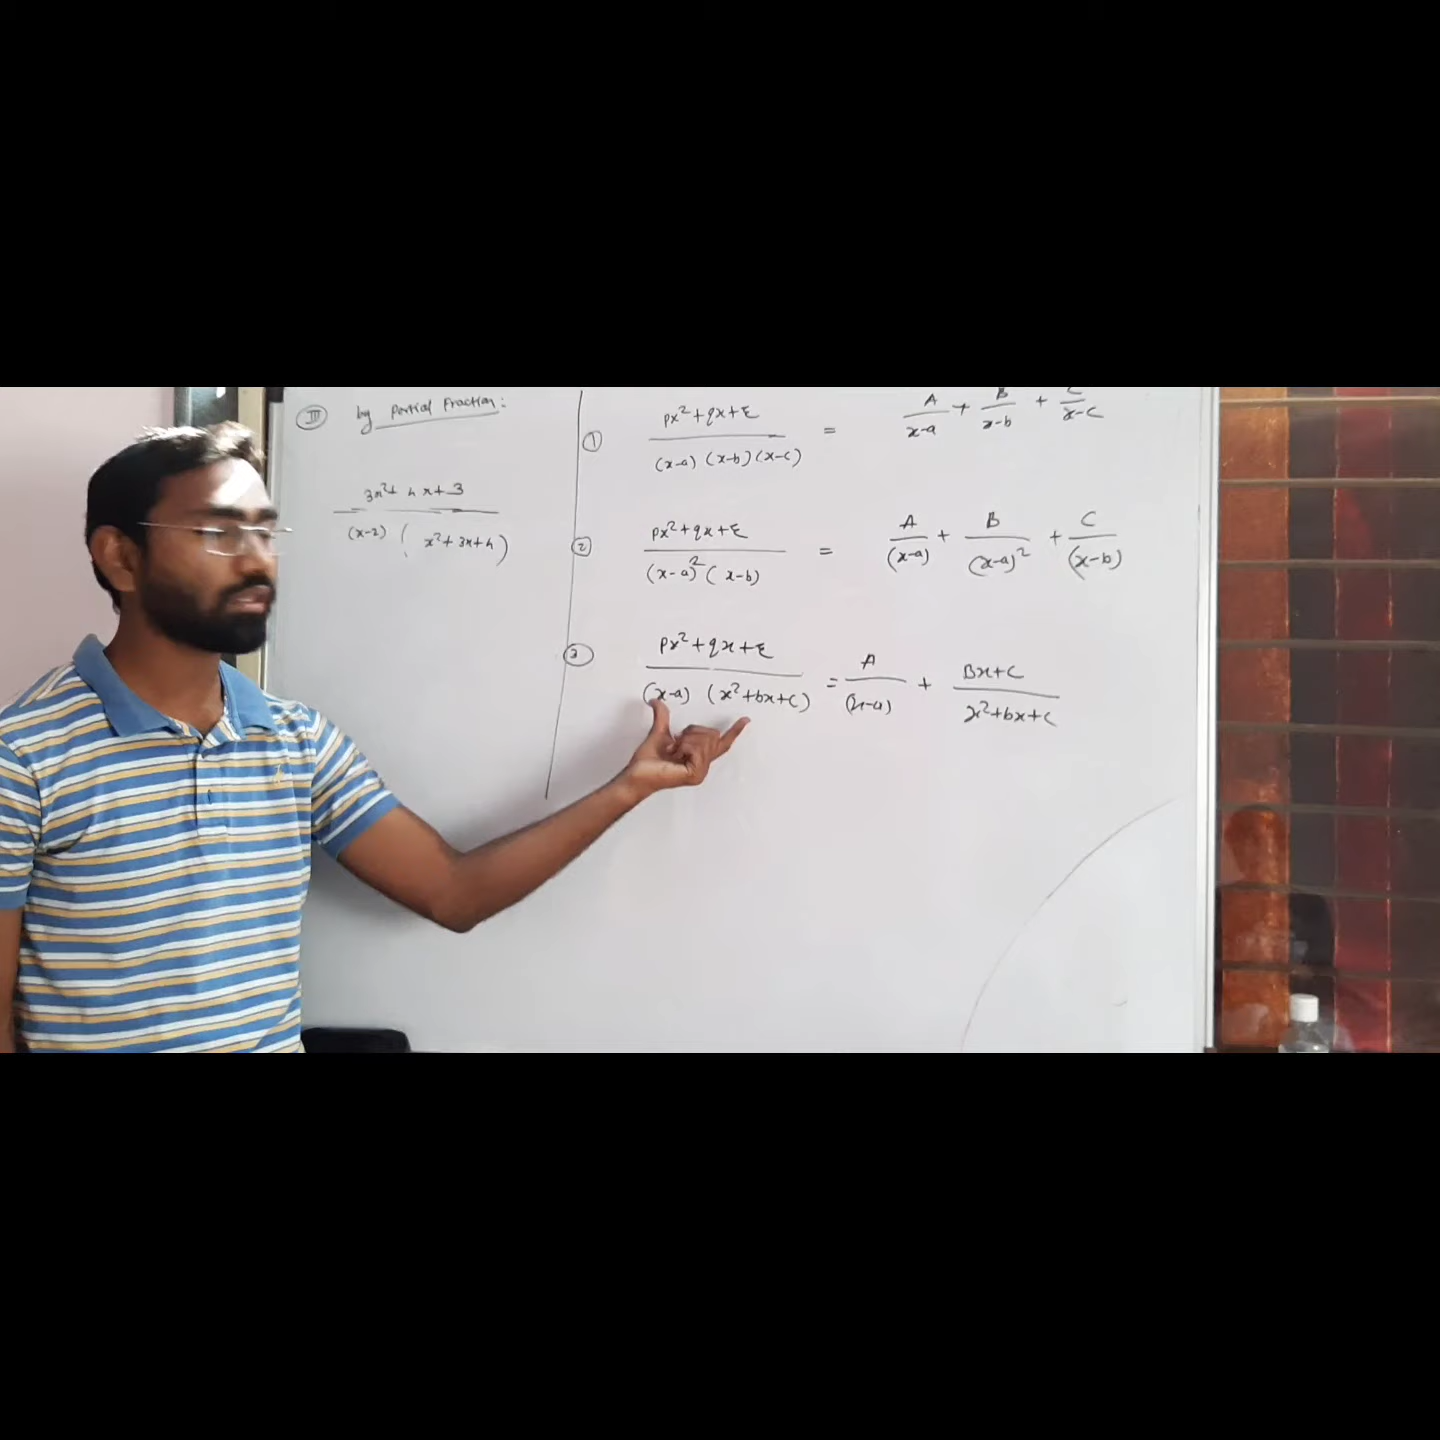 III by Partial Fraction:
3x²+4x+3
(x-2) (x²+3x+4)
① px²+qx+r / (x-a)(x-b)(x-c) = A/x-a + B/x-b + C/x-c
② px²+qx+r / (x-a)²(x-b) = A/(x-a) + B/(x-a)² + C/(x-b)
③ px²+qx+r / (x-a) (x²+bx+c) = A/(x-a) + Bx+C / x²+bx+c